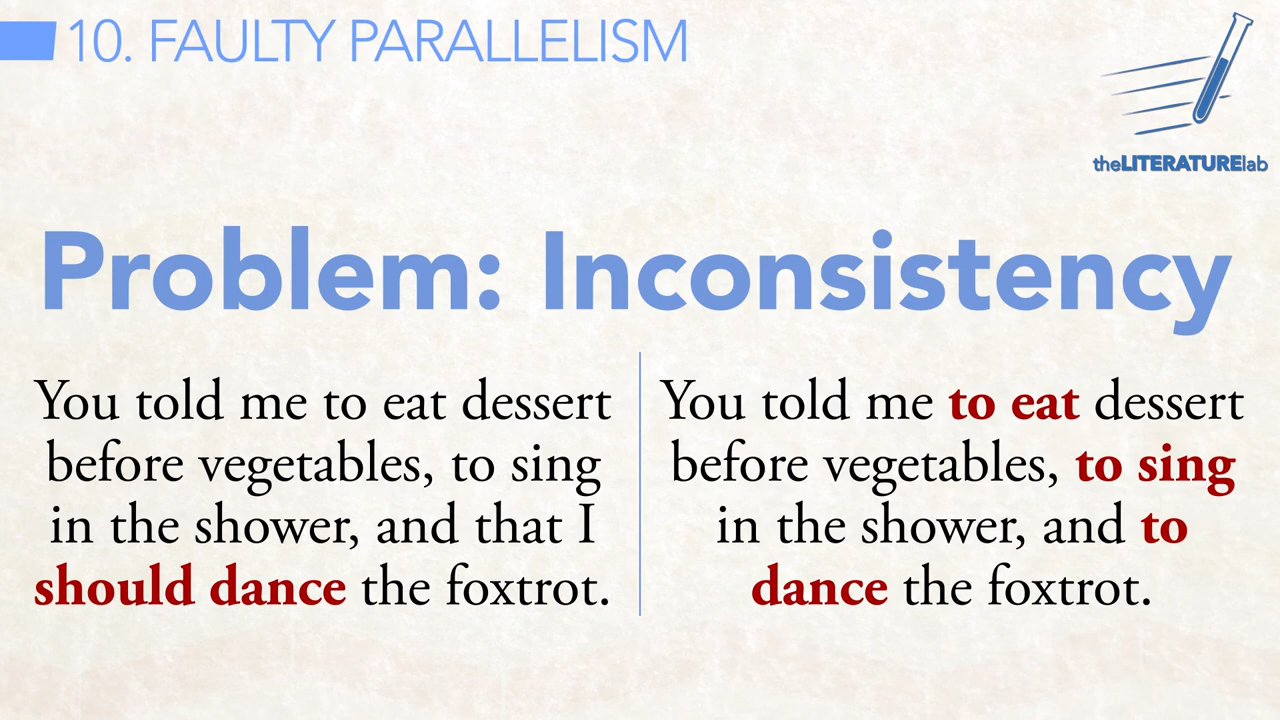 10. FAULTY PARALLELISM
theLITERATURElab
Problem: Inconsistency
You told me to eat dessert
before vegetables, to sing
in the shower, and that I
should dance the foxtrot.
You told me to eat dessert
before vegetables, to sing
in the shower, and to
dance the foxtrot.